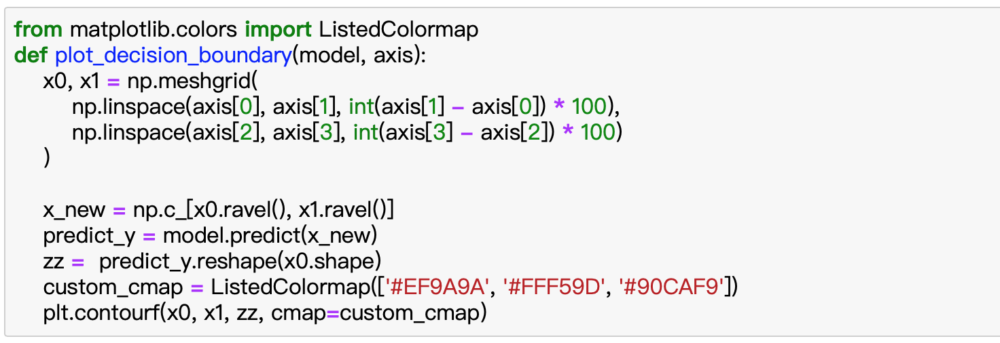 from matplotlib.colors import ListedColormap
def plot_decision_boundary(model, axis):
    x0, x1 = np.meshgrid(
        np.linspace(axis[0], axis[1], int(axis[1] - axis[0]) * 100),
        np.linspace(axis[2], axis[3], int(axis[3] - axis[2]) * 100)
    )

    x_new = np.c_[x0.ravel(), x1.ravel()]
    predict_y = model.predict(x_new)
    zz =  predict_y.reshape(x0.shape)
    custom_cmap = ListedColormap(['#EF9A9A', '#FFF59D', '#90CAF9'])
    plt.contourf(x0, x1, zz, cmap=custom_cmap)